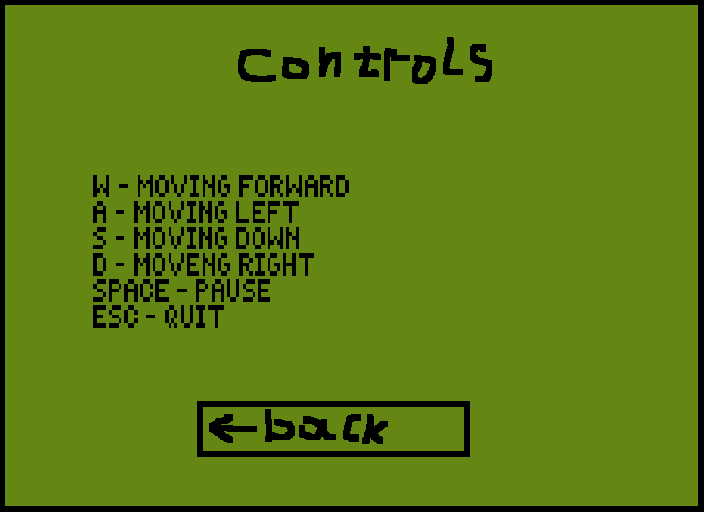 Controls
W - MOVING FORWARD
A - MOVING LEFT
S - MOVING DOWN
D - MOVENG RIGHT
SPACE - PAUSE
ESC - QUIT
←back